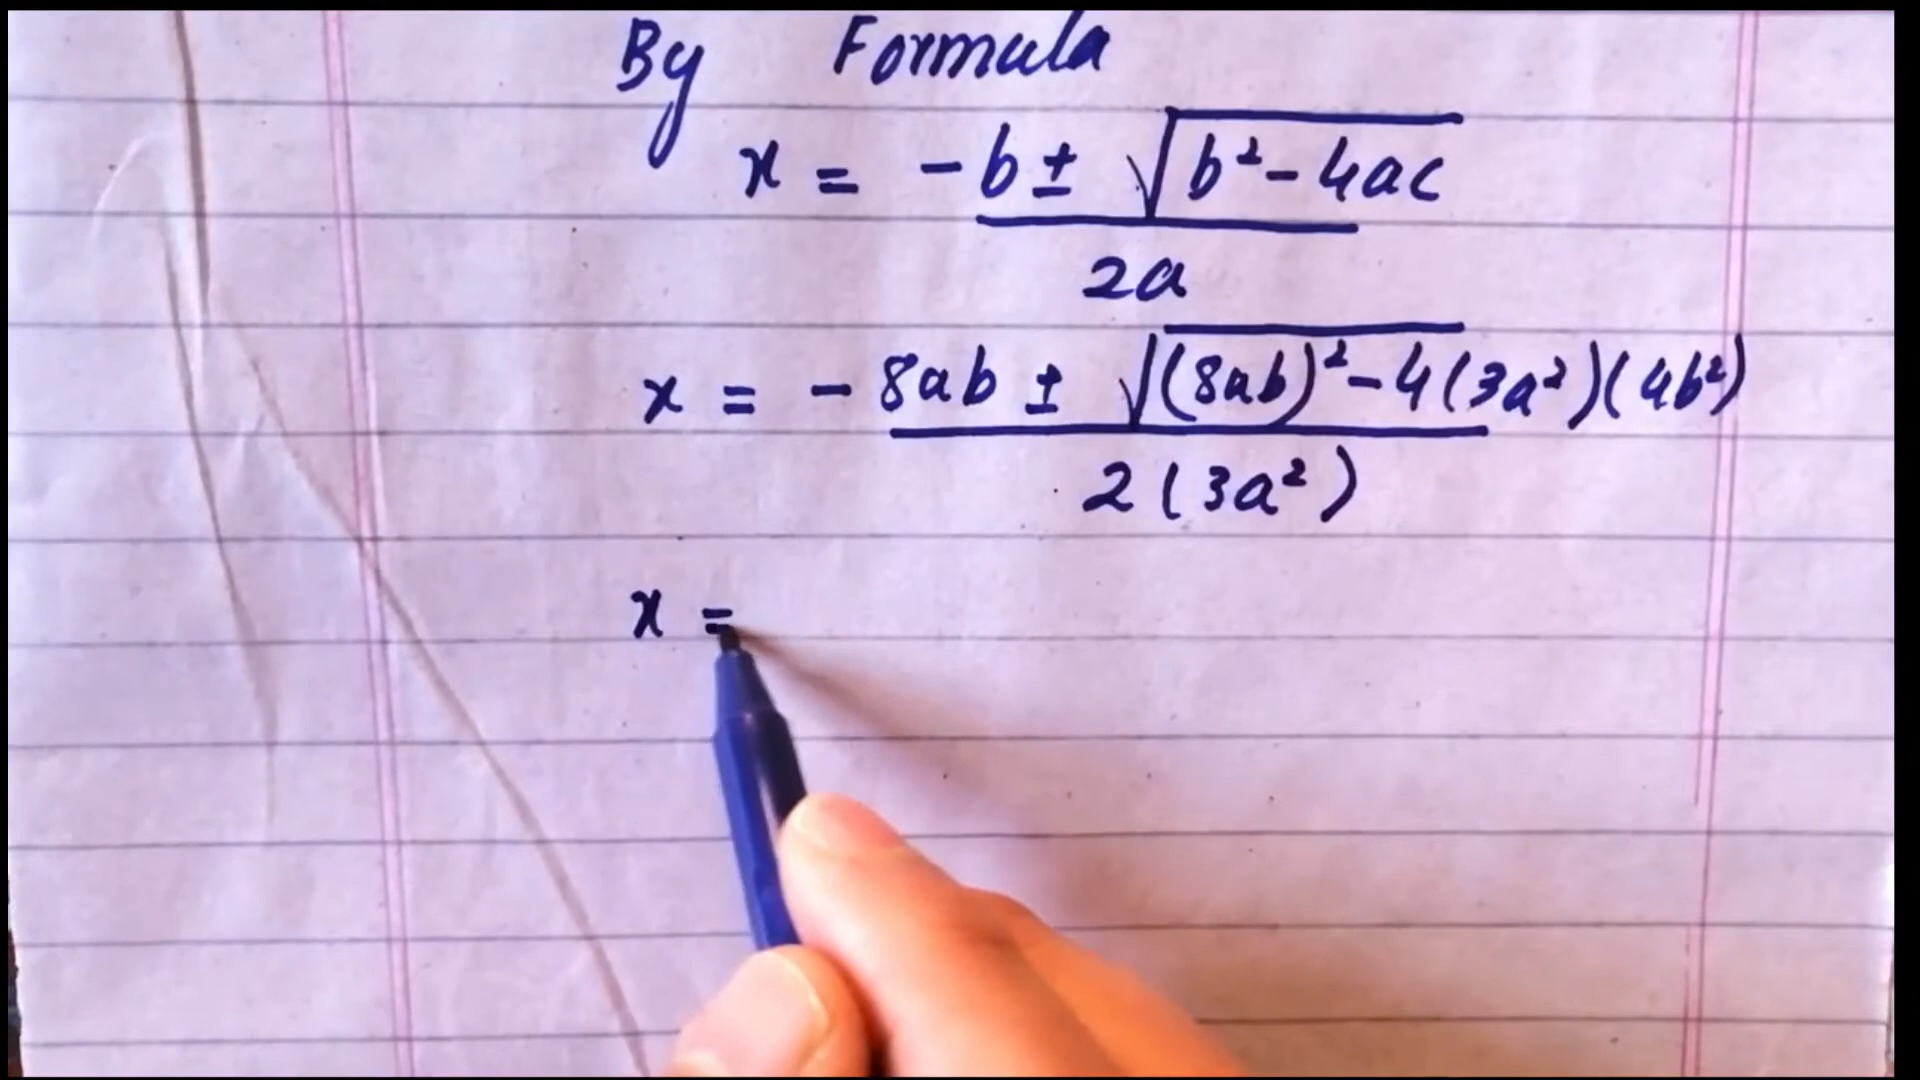 By Formula
x = -b ± √b² - 4ac
2a
x = - 8ab ± √(8ab)² - 4(3a²)(4b²)
2(3a²)
x =